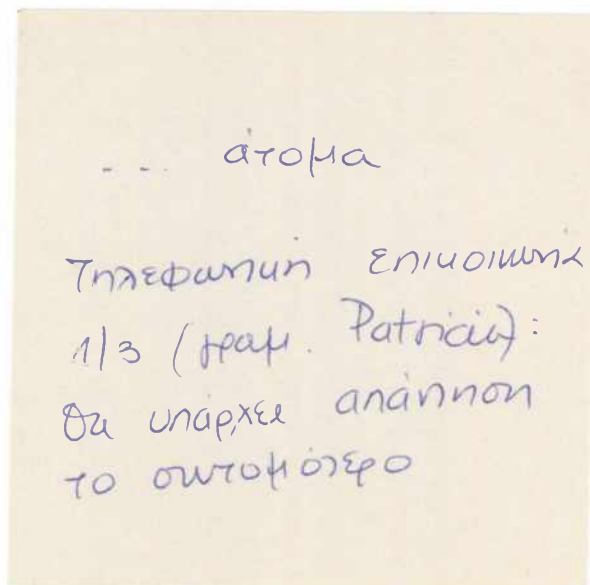 ... άτομα
Τηλεφωνική επικοινωνία
1/3 (γραμ. Patricia):
θα υπάρχει απάντηση
το συντομότερο